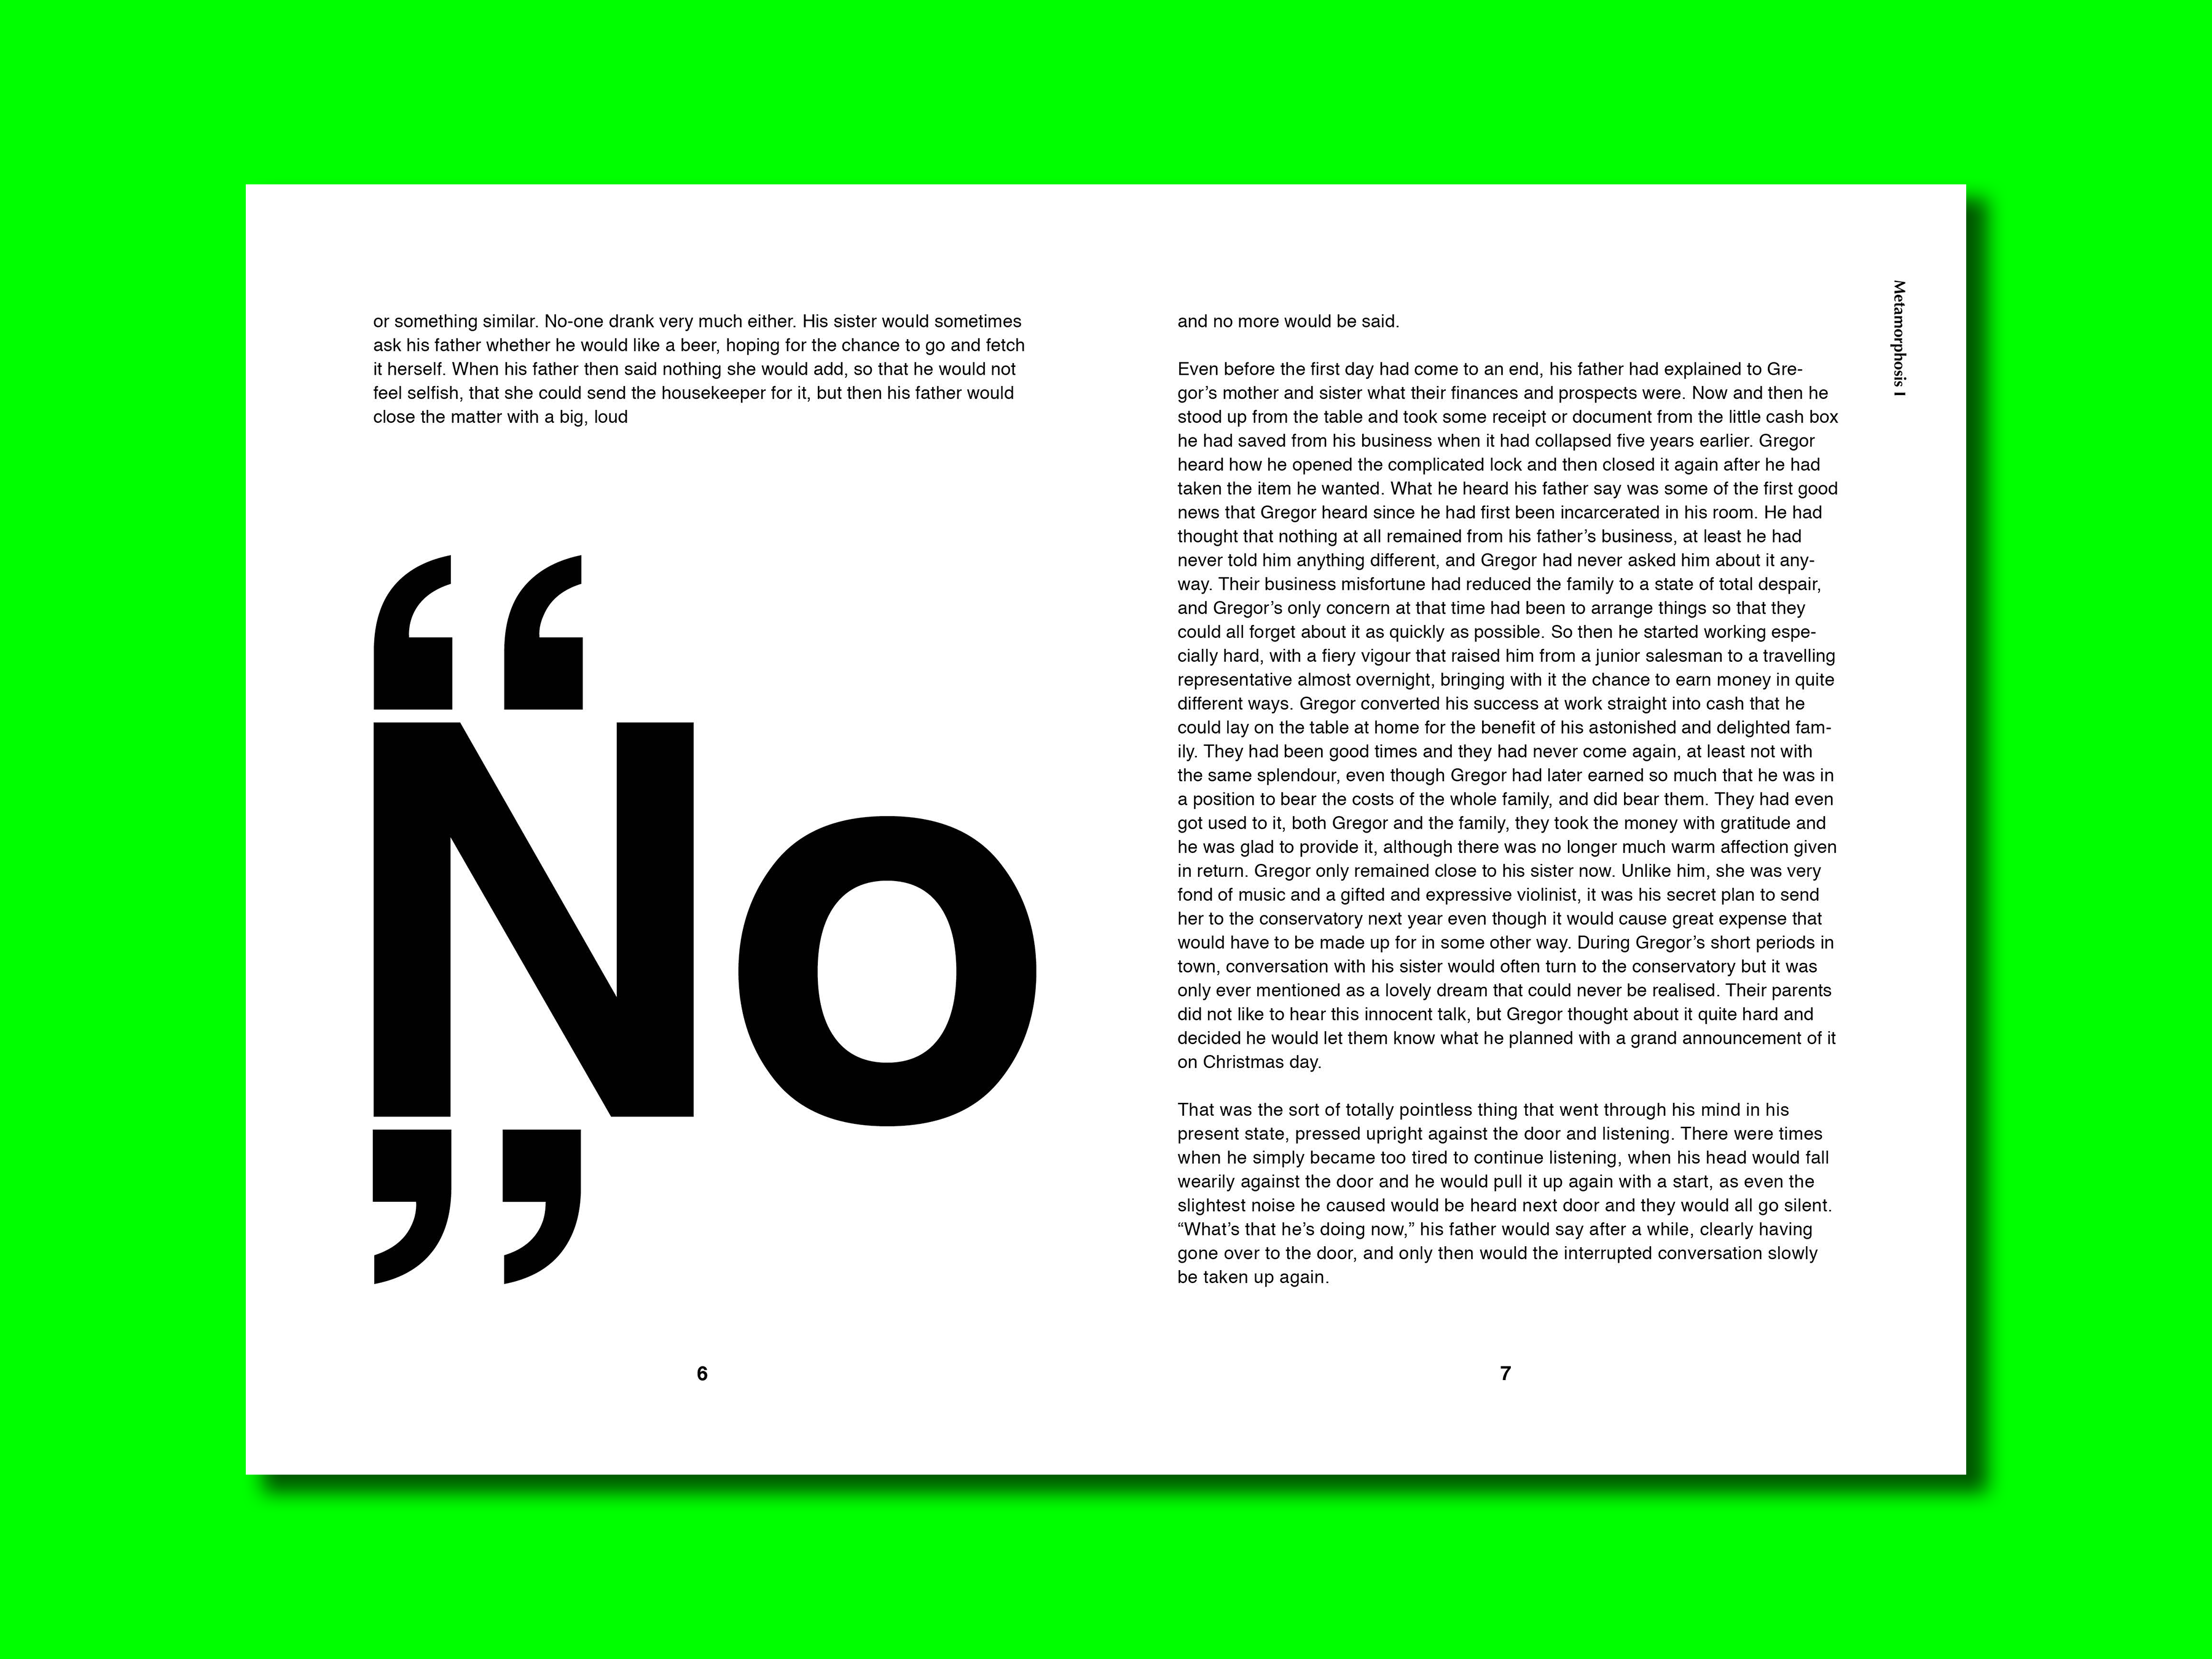 or something similar. No-one drank very much either. His sister would sometimes
ask his father whether he would like a beer, hoping for the chance to go and fetch
it herself. When his father then said nothing she would add, so that he would not
feel selfish, that she could send the housekeeper for it, but then his father would
close the matter with a big, loud
“
No
”
6
Metamorphosis I
and no more would be said.
Even before the first day had come to an end, his father had explained to Gre-
gor’s mother and sister what their finances and prospects were. Now and then he
stood up from the table and took some receipt or document from the little cash box
he had saved from his business when it had collapsed five years earlier. Gregor
heard how he opened the complicated lock and then closed it again after he had
taken the item he wanted. What he heard his father say was some of the first good
news that Gregor heard since he had first been incarcerated in his room. He had
thought that nothing at all remained from his father’s business, at least he had
never told him anything different, and Gregor had never asked him about it any-
way. Their business misfortune had reduced the family to a state of total despair,
and Gregor’s only concern at that time had been to arrange things so that they
could all forget about it as quickly as possible. So then he started working espe-
cially hard, with a fiery vigour that raised him from a junior salesman to a travelling
representative almost overnight, bringing with it the chance to earn money in quite
different ways. Gregor converted his success at work straight into cash that he
could lay on the table at home for the benefit of his astonished and delighted fam-
ily. They had been good times and they had never come again, at least not with
the same splendour, even though Gregor had later earned so much that he was in
a position to bear the costs of the whole family, and did bear them. They had even
got used to it, both Gregor and the family, they took the money with gratitude and
he was glad to provide it, although there was no longer much warm affection given
in return. Gregor only remained close to his sister now. Unlike him, she was very
fond of music and a gifted and expressive violinist, it was his secret plan to send
her to the conservatory next year even though it would cause great expense that
would have to be made up for in some other way. During Gregor’s short periods in
town, conversation with his sister would often turn to the conservatory but it was
only ever mentioned as a lovely dream that could never be realised. Their parents
did not like to hear this innocent talk, but Gregor thought about it quite hard and
decided he would let them know what he planned with a grand announcement of it
on Christmas day.
That was the sort of totally pointless thing that went through his mind in his
present state, pressed upright against the door and listening. There were times
when he simply became too tired to continue listening, when his head would fall
wearily against the door and he would pull it up again with a start, as even the
slightest noise he caused would be heard next door and they would all go silent.
“What’s that he’s doing now,” his father would say after a while, clearly having
gone over to the door, and only then would the interrupted conversation slowly
be taken up again.
7